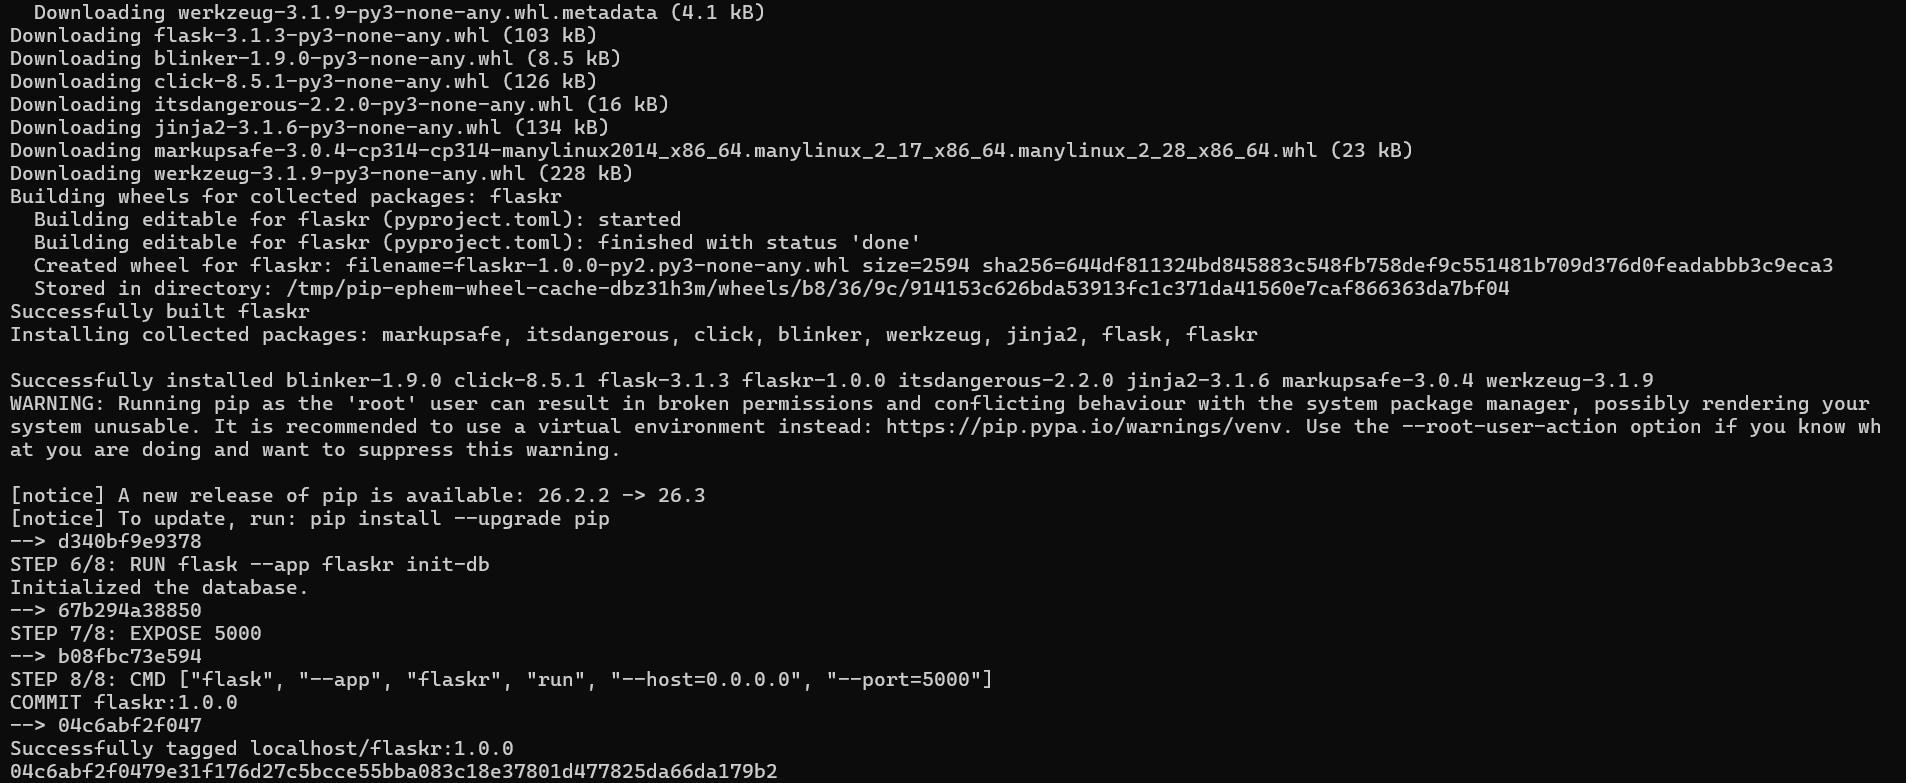 Downloading werkzeug-3.1.9-py3-none-any.whl.metadata (4.1 kB)
Downloading flask-3.1.3-py3-none-any.whl (103 kB)
Downloading blinker-1.9.0-py3-none-any.whl (8.5 kB)
Downloading click-8.5.1-py3-none-any.whl (126 kB)
Downloading itsdangerous-2.2.0-py3-none-any.whl (16 kB)
Downloading jinja2-3.1.6-py3-none-any.whl (134 kB)
Downloading markupsafe-3.0.4-cp314-cp314-manylinux2014_x86_64.manylinux_2_17_x86_64.manylinux_2_28_x86_64.whl (23 kB)
Downloading werkzeug-3.1.9-py3-none-any.whl (228 kB)
Building wheels for collected packages: flaskr
Building editable for flaskr (pyproject.toml): started
Building editable for flaskr (pyproject.toml): finished with status 'done'
Created wheel for flaskr: filename=flaskr-1.0.0-py2.py3-none-any.whl size=2594 sha256=644df811324bd845883c548fb758def9c551481b709d376d0feadabbb3c9eca3
Stored in directory: /tmp/pip-ephem-wheel-cache-dbz31h3m/wheels/b8/36/9c/914153c626bda53913fc1c371da41560e7caf866363da7bf04
Successfully built flaskr
Installing collected packages: markupsafe, itsdangerous, click, blinker, werkzeug, jinja2, flask, flaskr
Successfully installed blinker-1.9.0 click-8.5.1 flask-3.1.3 flaskr-1.0.0 itsdangerous-2.2.0 jinja2-3.1.6 markupsafe-3.0.4 werkzeug-3.1.9
WARNING: Running pip as the 'root' user can result in broken permissions and conflicting behaviour with the system package manager, possibly rendering your
system unusable. It is recommended to use a virtual environment instead: https://pip.pypa.io/warnings/venv. Use the --root-user-action option if you know wh
at you are doing and want to suppress this warning.
[notice] A new release of pip is available: 26.2.2 -> 26.3
[notice] To update, run: pip install --upgrade pip
--> d340bf9e9378
STEP 6/8: RUN flask --app flaskr init-db
Initialized the database.
--> 67b294a38850
STEP 7/8: EXPOSE 5000
--> b08fbc73e594
STEP 8/8: CMD ["flask", "--app", "flaskr", "run", "--host=0.0.0.0", "--port=5000"]
COMMIT flaskr:1.0.0
--> 04c6abf2f047
Successfully tagged localhost/flaskr:1.0.0
04c6abf2f0479e31f176d27c5bcce55bba083c18e37801d477825da66da179b2